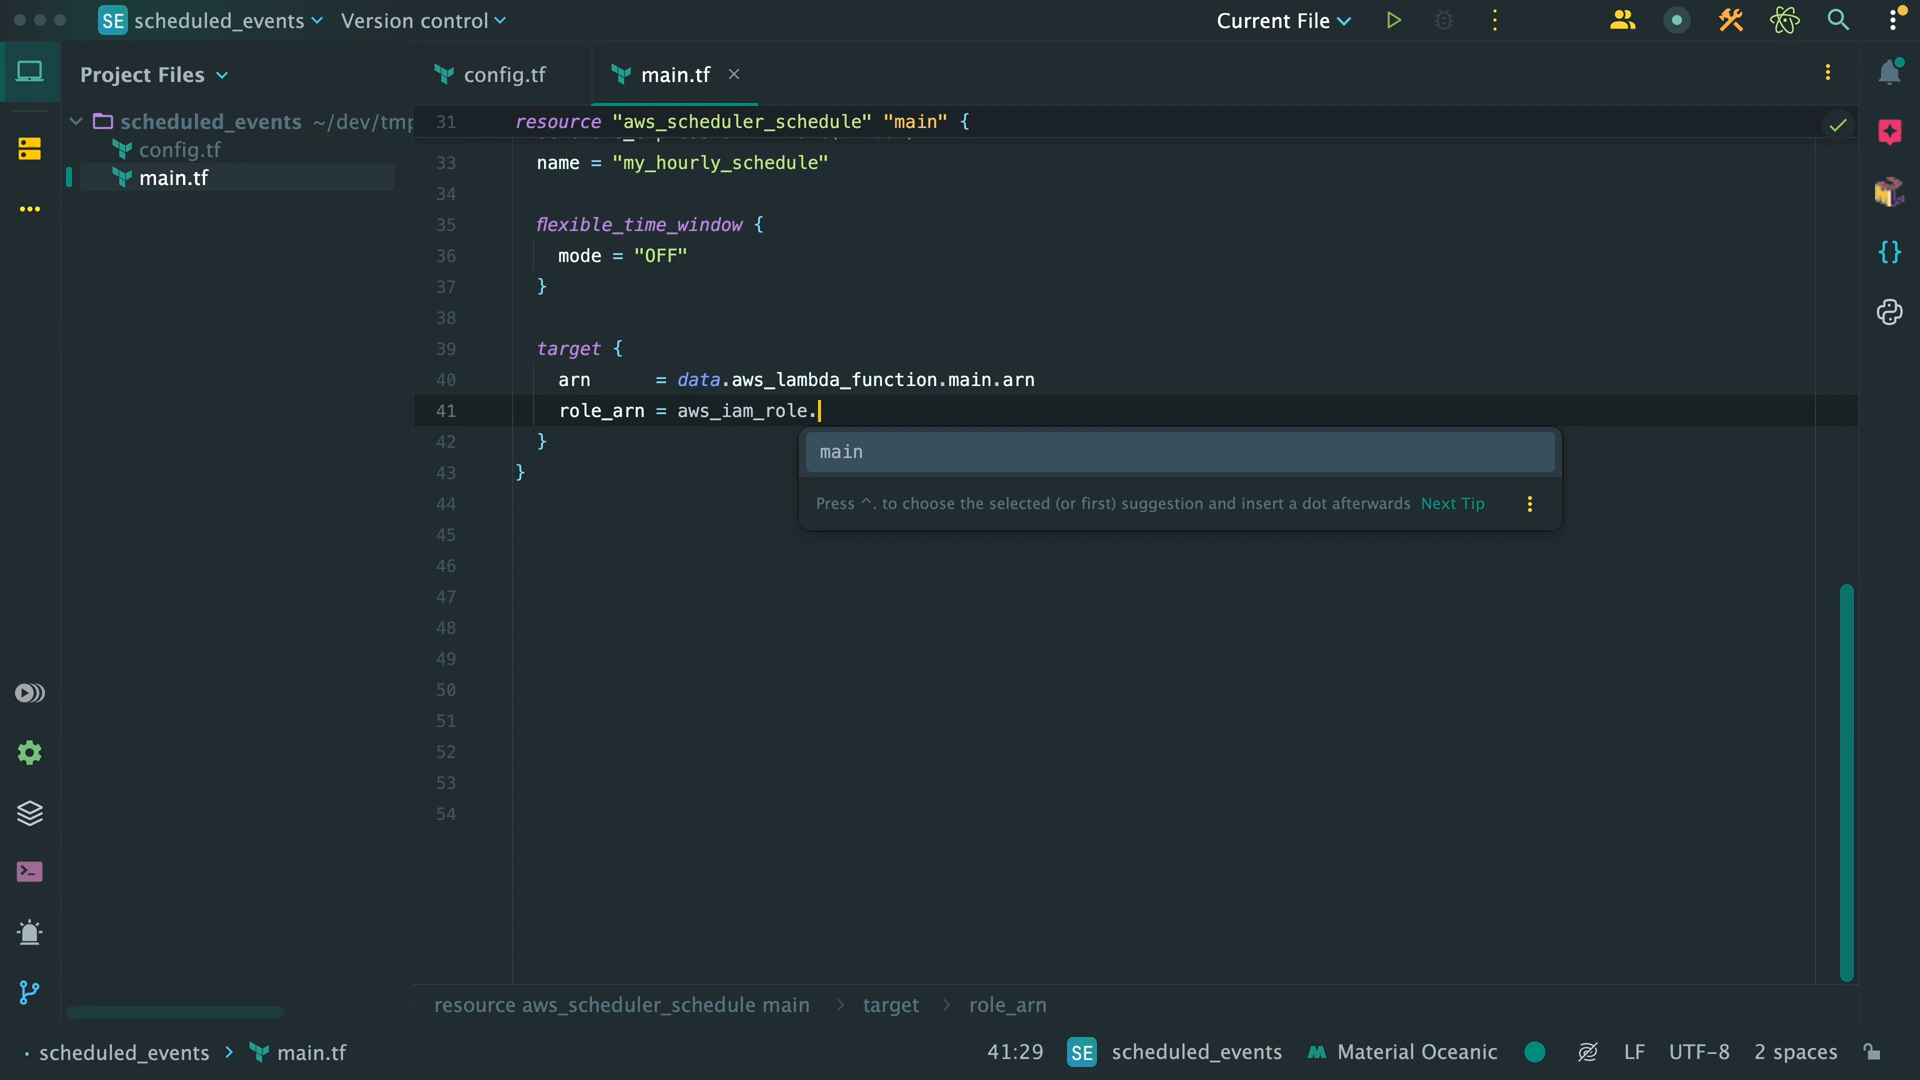 SE scheduled_events Version control Current File
Project Files
config.tf main.tf
scheduled_events ~/dev/tmp
config.tf
main.tf
31 resource "aws_scheduler_schedule" "main" {
33 name = "my_hourly_schedule"
34
35 flexible_time_window {
36 mode = "OFF"
37 }
38
39 target {
40 arn = data.aws_lambda_function.main.arn
41 role_arn = aws_iam_role.
42 }
43 }
main
Press ^. to choose the selected (or first) suggestion and insert a dot afterwards Next Tip
44
45
46
47
48
49
50
51
52
53
54
resource aws_scheduler_schedule main > target > role_arn
scheduled_events > main.tf 41:29 SE scheduled_events Material Oceanic LF UTF-8 2 spaces